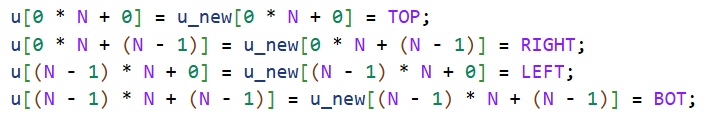 u[0 * N + 0] = u_new[0 * N + 0] = TOP;
u[0 * N + (N - 1)] = u_new[0 * N + (N - 1)] = RIGHT;
u[(N - 1) * N + 0] = u_new[(N - 1) * N + 0] = LEFT;
u[(N - 1) * N + (N - 1)] = u_new[(N - 1) * N + (N - 1)] = BOT;